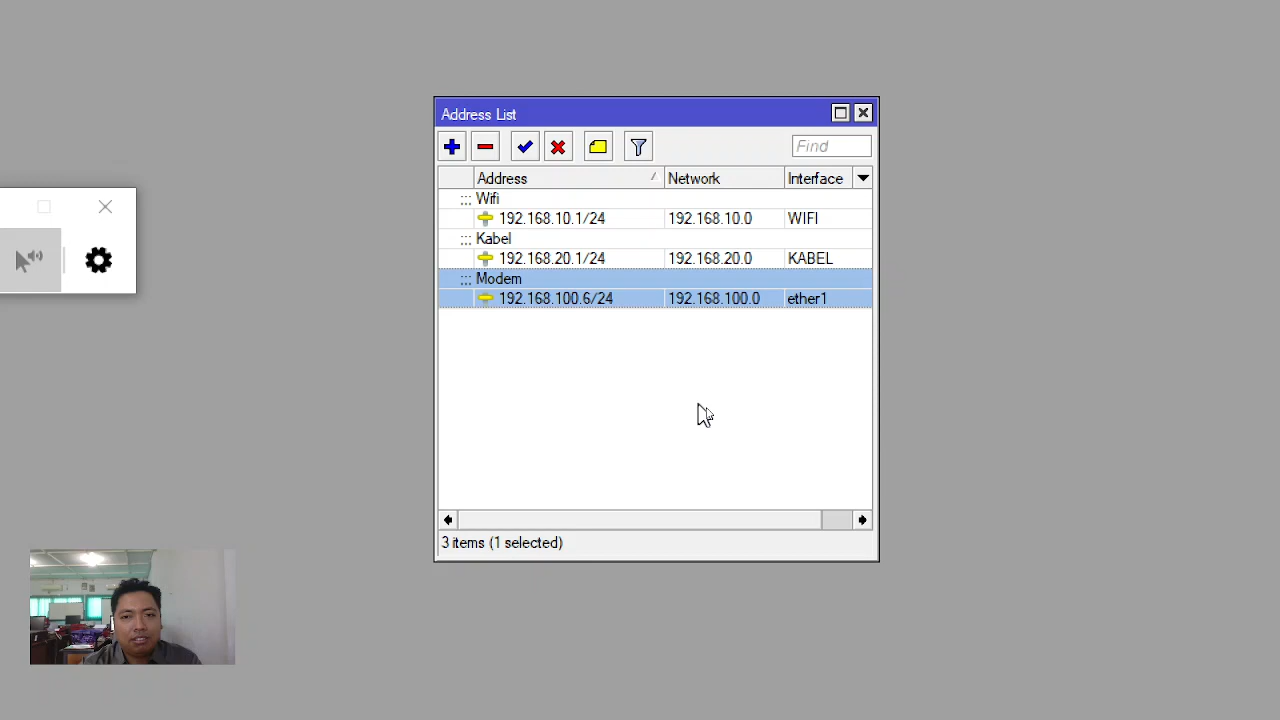 Address List
Find
Address Network Interface
::: Wifi
192.168.10.1/24 192.168.10.0 WIFI
::: Kabel
192.168.20.1/24 192.168.20.0 KABEL
::: Modem
192.168.100.6/24 192.168.100.0 ether1
3 items (1 selected)